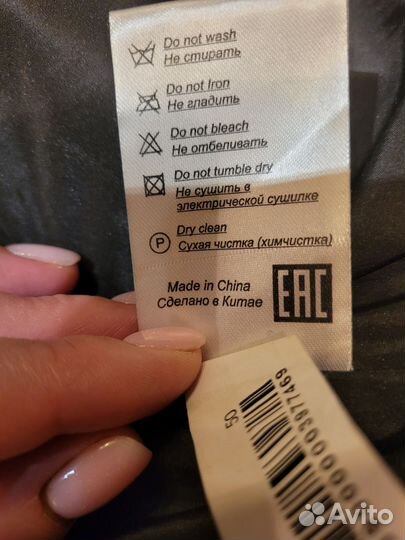 Do not wash
Не стирать
Do not Iron
Не гладить
Do not bleach
Не отбеливать
Do not tumble dry
Не сушить в
электрической сушилке
P
Dry clean
Сухая чистка (химчистка)
Made in China
Сделано в Китае
EAC
50
Avito